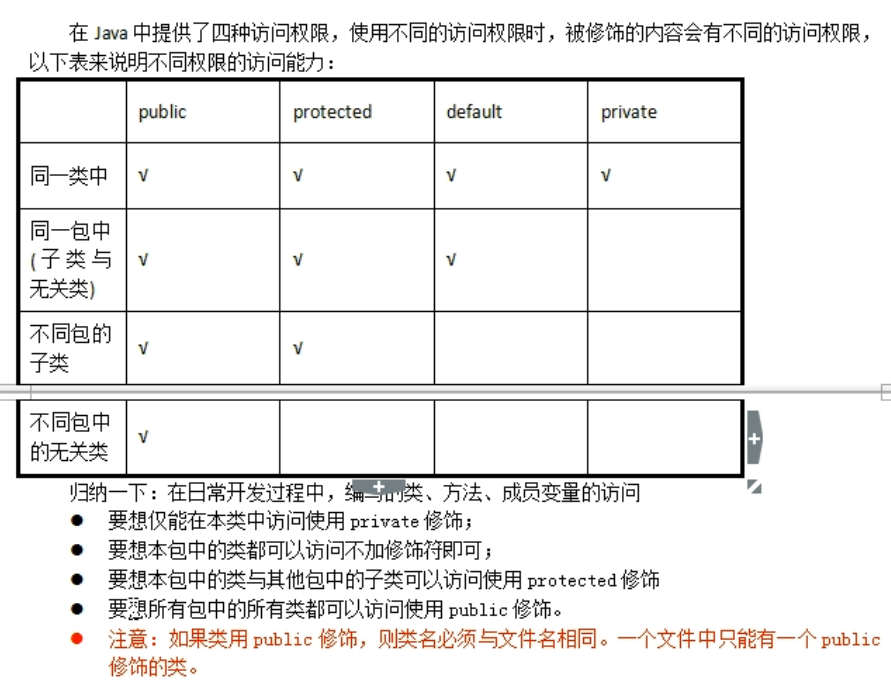 在 Java 中提供了四种访问权限，使用不同的访问权限时，被修饰的内容会有不同的访问权限，
以下表来说明不同权限的访问能力：
public protected default private
同一类中 √ √ √ √
同一包中
(子类与
无关类) √ √ √
不同包的
子类 √ √
不同包中
的无关类 √
归纳一下：在日常开发过程中，编写的类、方法、成员变量的访问
● 要想仅能在本类中访问使用 private 修饰；
● 要想本包中的类都可以访问不加修饰符即可；
● 要想本包中的类与其他包中的子类可以访问使用 protected 修饰
● 要想所有包中的所有类都可以访问使用 public 修饰。
● 注意：如果类用 public 修饰，则类名必须与文件名相同。一个文件中只能有一个 public
修饰的类。